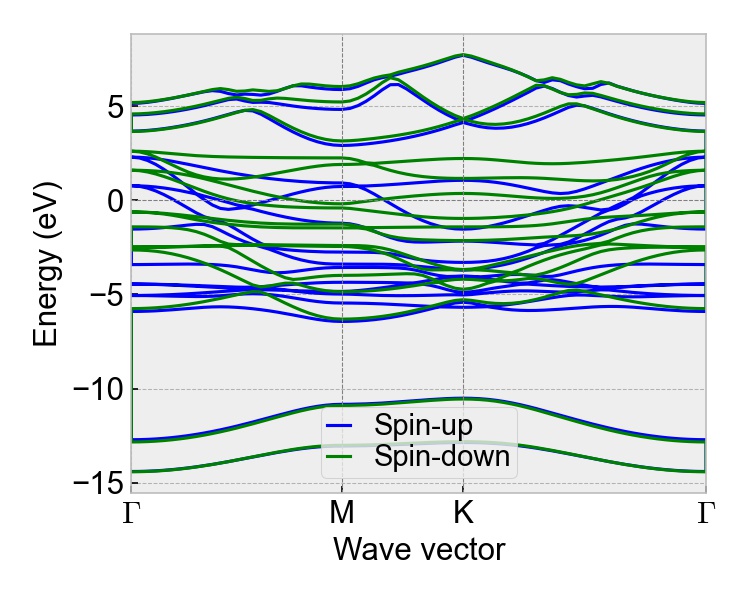 Energy (eV)
5
0
−5
−10
−15
Spin-up
Spin-down
Γ M K Γ
Wave vector